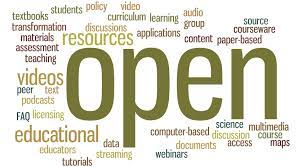 textbooks students policy video audio
transformation curriculum learning group source
materials discussions applications courseware
assessment resources open content paper-based
teaching
videos
peer text
podcasts
open
FAQ licensing
educational
educators data computer-based science multimedia
tutorials streaming documents discussion course
webinars access maps